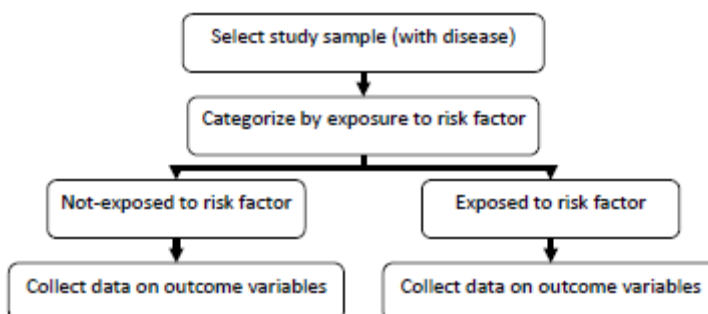 Select study sample (with disease)
Categorize by exposure to risk factor
Not-exposed to risk factor
Exposed to risk factor
Collect data on outcome variables
Collect data on outcome variables